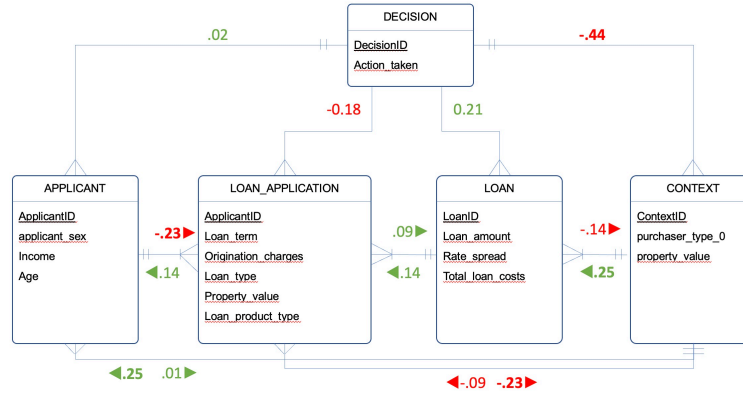 DECISION
DecisionID
Action_taken
.02
-.44
-0.18
0.21
APPLICANT
ApplicantID
applicant_sex
Income
Age
-.23
.14
LOAN_APPLICATION
ApplicantID
Loan_term
Origination_charges
Loan_type
Property_value
Loan_product_type
.09
.14
LOAN
LoanID
Loan_amount
Rate_spread
Total_loan_costs
-.14
.25
CONTEXT
ContextID
purchaser_type_0
property_value
.25 .01
-.09 -.23